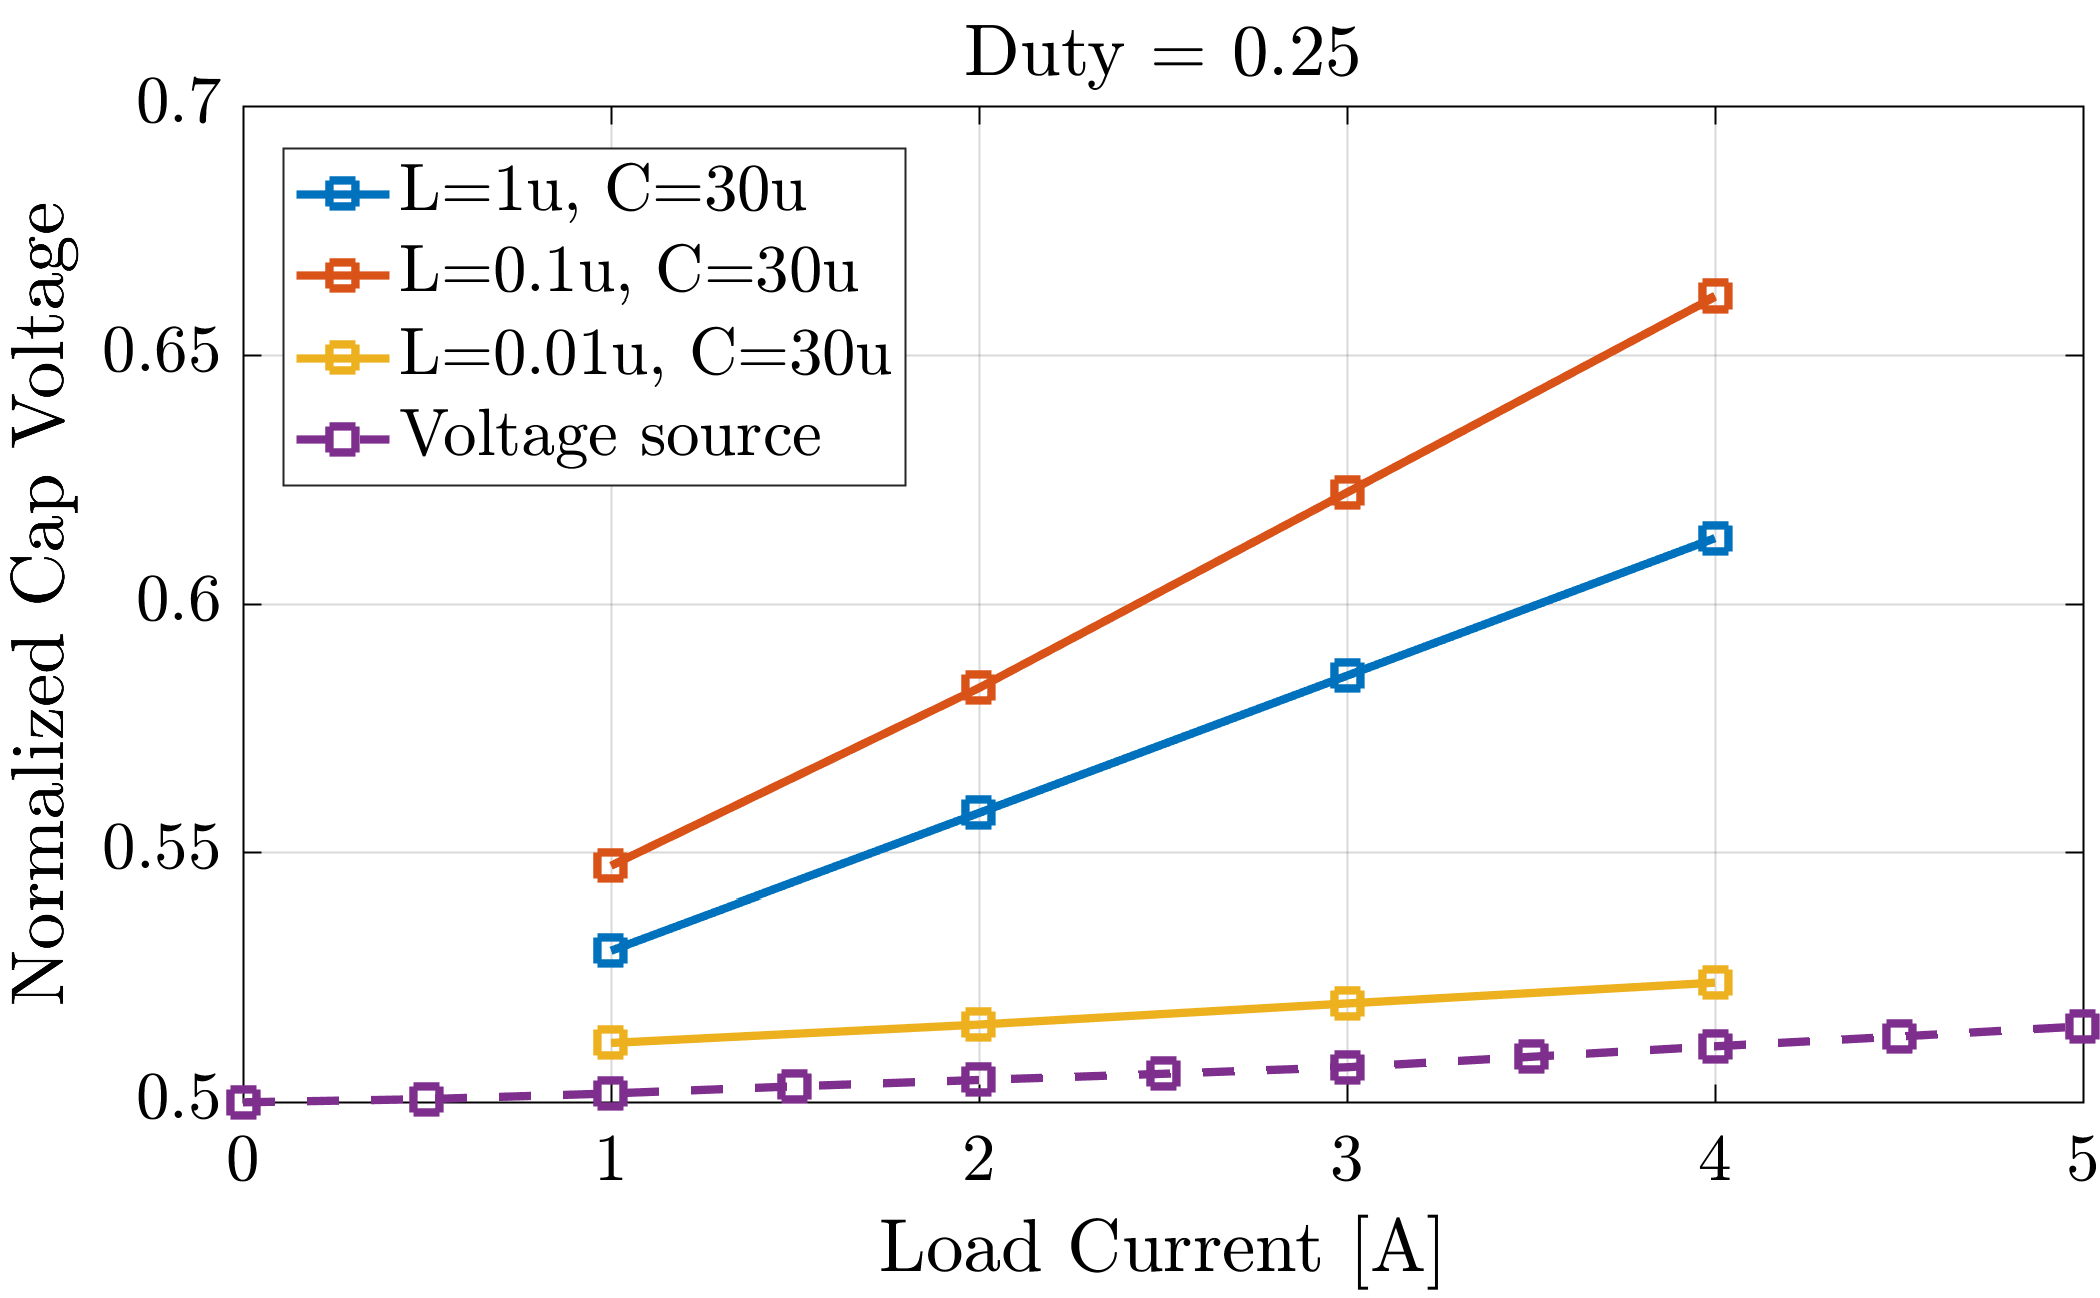 Duty = 0.25
0.7
0.65
0.6
0.55
0.5
Normalized Cap Voltage
L=1u, C=30u
L=0.1u, C=30u
L=0.01u, C=30u
Voltage source
0 1 2 3 4 5
Load Current [A]